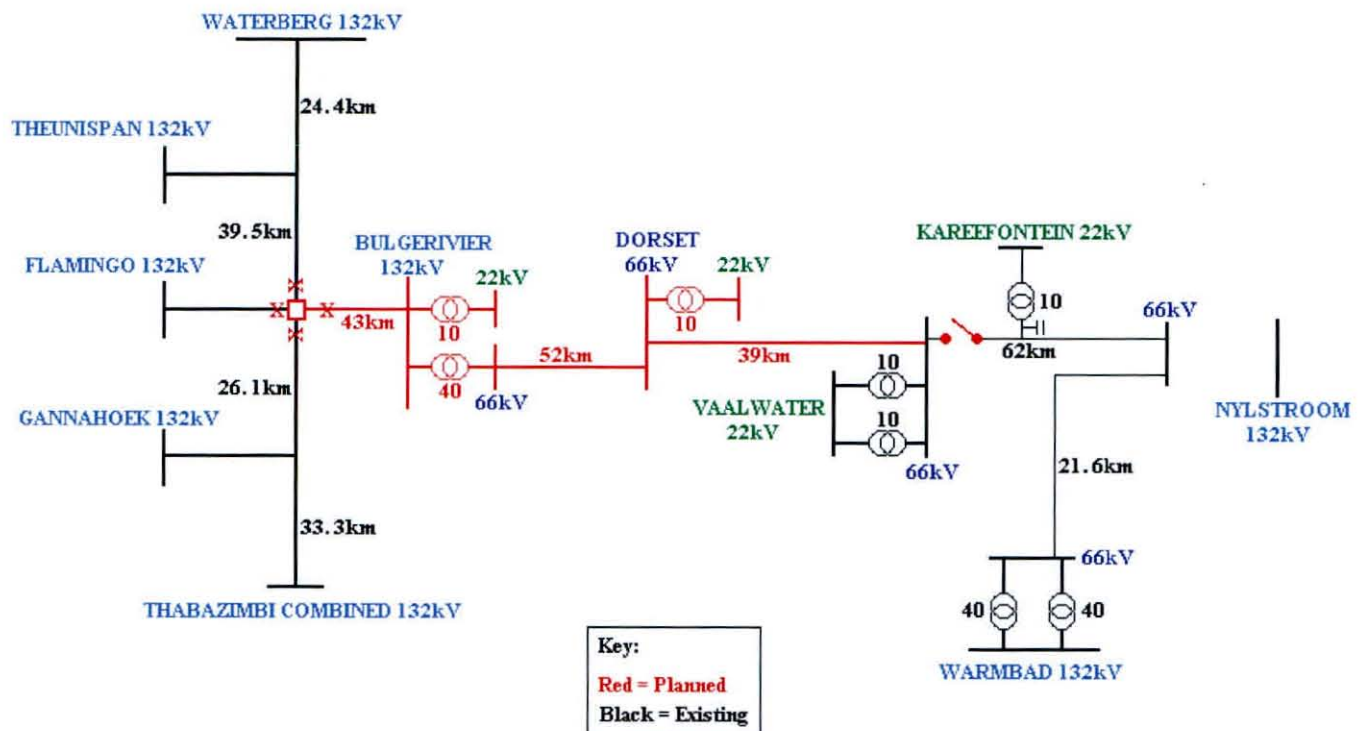 WATERBERG 132kV
24.4km
THEUNISPAN 132kV
39.5km
FLAMINGO 132kV
X
X
X
X
43km
BULGERIVIER
132kV
22kV
10
40
66kV
52km
DORSET
66kV
22kV
10
39km
KAREEFONTEIN 22kV
10
62km
66kV
NYLSTROOM
132kV
VAALWATER
22kV
10
10
66kV
26.1km
GANNAHOEK 132kV
33.3km
THABAZIMBI COMBINED 132kV
21.6km
66kV
40
40
WARMBAD 132kV
Key:
Red = Planned
Black = Existing